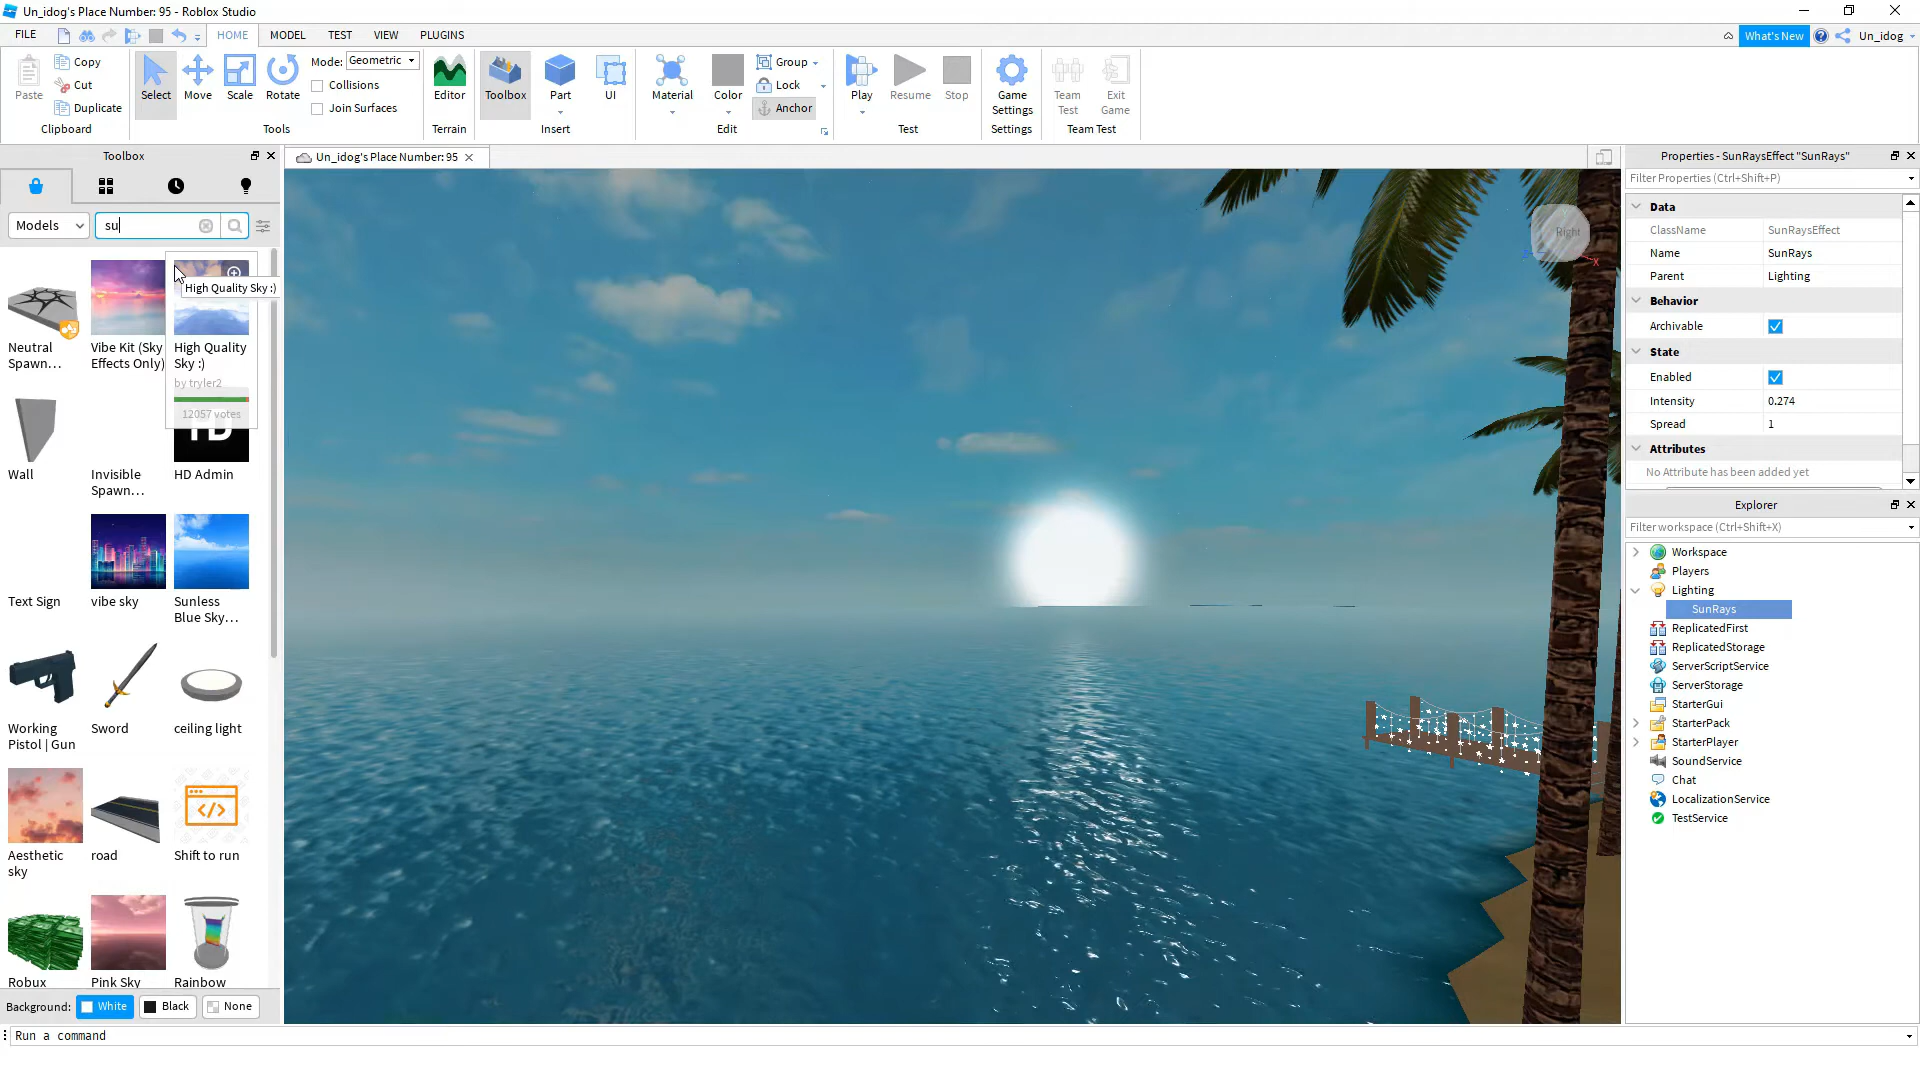 Un_idog's Place Number: 95 - Roblox Studio
FILE HOME MODEL TEST VIEW PLUGINS What's New Un_idog
Paste
Copy
Cut
Duplicate
Clipboard
Select Move Scale Rotate
Mode: Geometric
Collisions
Join Surfaces
Tools
Editor
Terrain
Toolbox Part UI
Insert
Material Color
Group
Lock
Anchor
Edit
Play Resume Stop
Test
Game Settings
Settings
Team Test
Exit Game
Team Test
Toolbox
Un_idog's Place Number: 95
Models su
High Quality Sky :)
Neutral Spawn...
Vibe Kit (Sky Effects Only)
High Quality Sky :)
by tryler2
12057 votes
Wall
Invisible Spawn...
HD Admin
Text Sign
vibe sky
Sunless Blue Sky...
Working Pistol | Gun
Sword
ceiling light
Aesthetic sky
road
Shift to run
Robux
Pink Sky
Rainbow
Background: White Black None
Run a command
Right
X
Properties - SunRaysEffect "SunRays"
Filter Properties (Ctrl+Shift+P)
Data
ClassName SunRaysEffect
Name SunRays
Parent Lighting
Behavior
Archivable
State
Enabled
Intensity 0.274
Spread 1
Attributes
No Attribute has been added yet
Explorer
Filter workspace (Ctrl+Shift+X)
Workspace
Players
Lighting
SunRays
ReplicatedFirst
ReplicatedStorage
ServerScriptService
ServerStorage
StarterGui
StarterPack
StarterPlayer
SoundService
Chat
LocalizationService
TestService